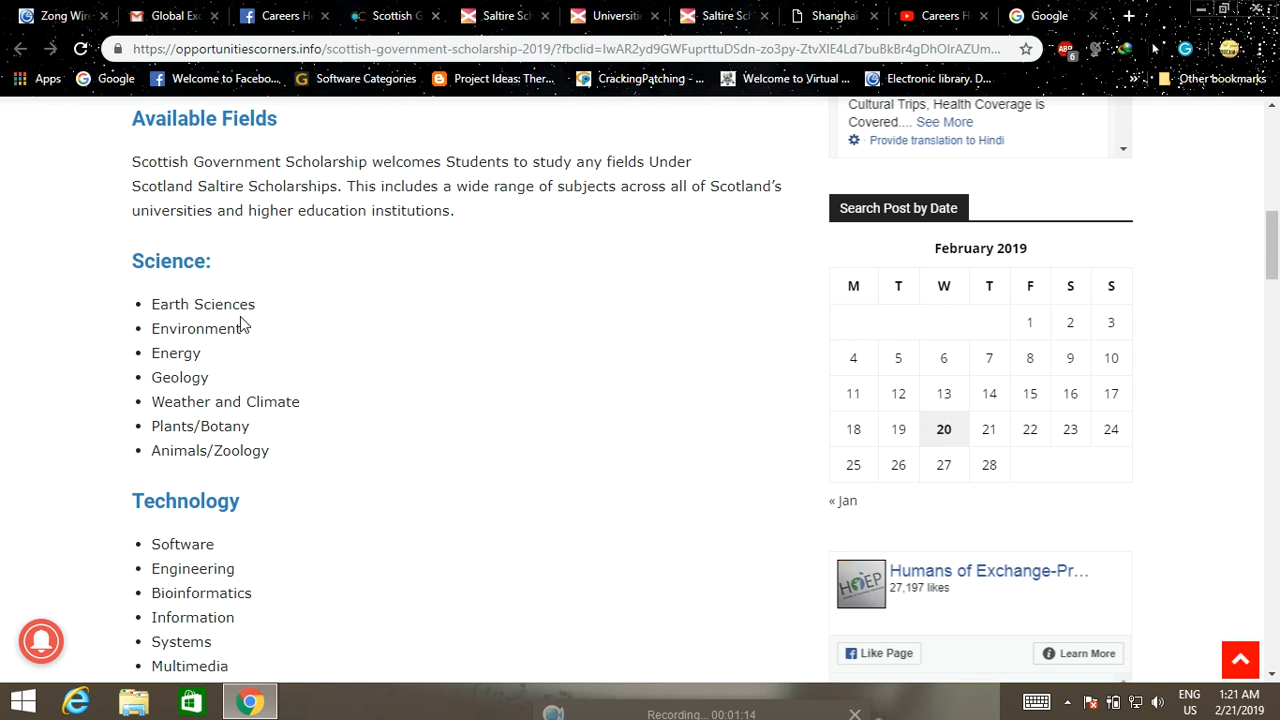 Zong Wire
Global Ex
Careers H
Scottish G
Saltire Sc
Universiti
Saltire Sc
Shanghai
Careers H
Google
https://opportunitiescorners.info/scottish-government-scholarship-2019/?fbclid=IwAR2yd9GWFuprttuDSdn-zo3py-ZtvXlE4Ld7buBkBr4gDhOlrAZUm...
6
Apps
Google
Welcome to Facebo...
Software Categories
Project Ideas: Ther...
CrackingPatching - ...
Welcome to Virtual ...
Electronic library. D...
Other bookmarks
Available Fields
Scottish Government Scholarship welcomes Students to study any fields Under
Scotland Saltire Scholarships. This includes a wide range of subjects across all of Scotland's
universities and higher education institutions.
Science:
• Earth Sciences
• Environment
• Energy
• Geology
• Weather and Climate
• Plants/Botany
• Animals/Zoology
Technology
• Software
• Engineering
• Bioinformatics
• Information
• Systems
• Multimedia
Cultural Trips, Health Coverage is
Covered.... See More
Provide translation to Hindi
Search Post by Date
February 2019
M T W T F S S
1 2 3
4 5 6 7 8 9 10
11 12 13 14 15 16 17
18 19 20 21 22 23 24
25 26 27 28
« Jan
HOEP
Humans of Exchange-Pr...
27,197 likes
Like Page
Learn More
Recording... 00:01:14
ENG
US
1:21 AM
2/21/2019